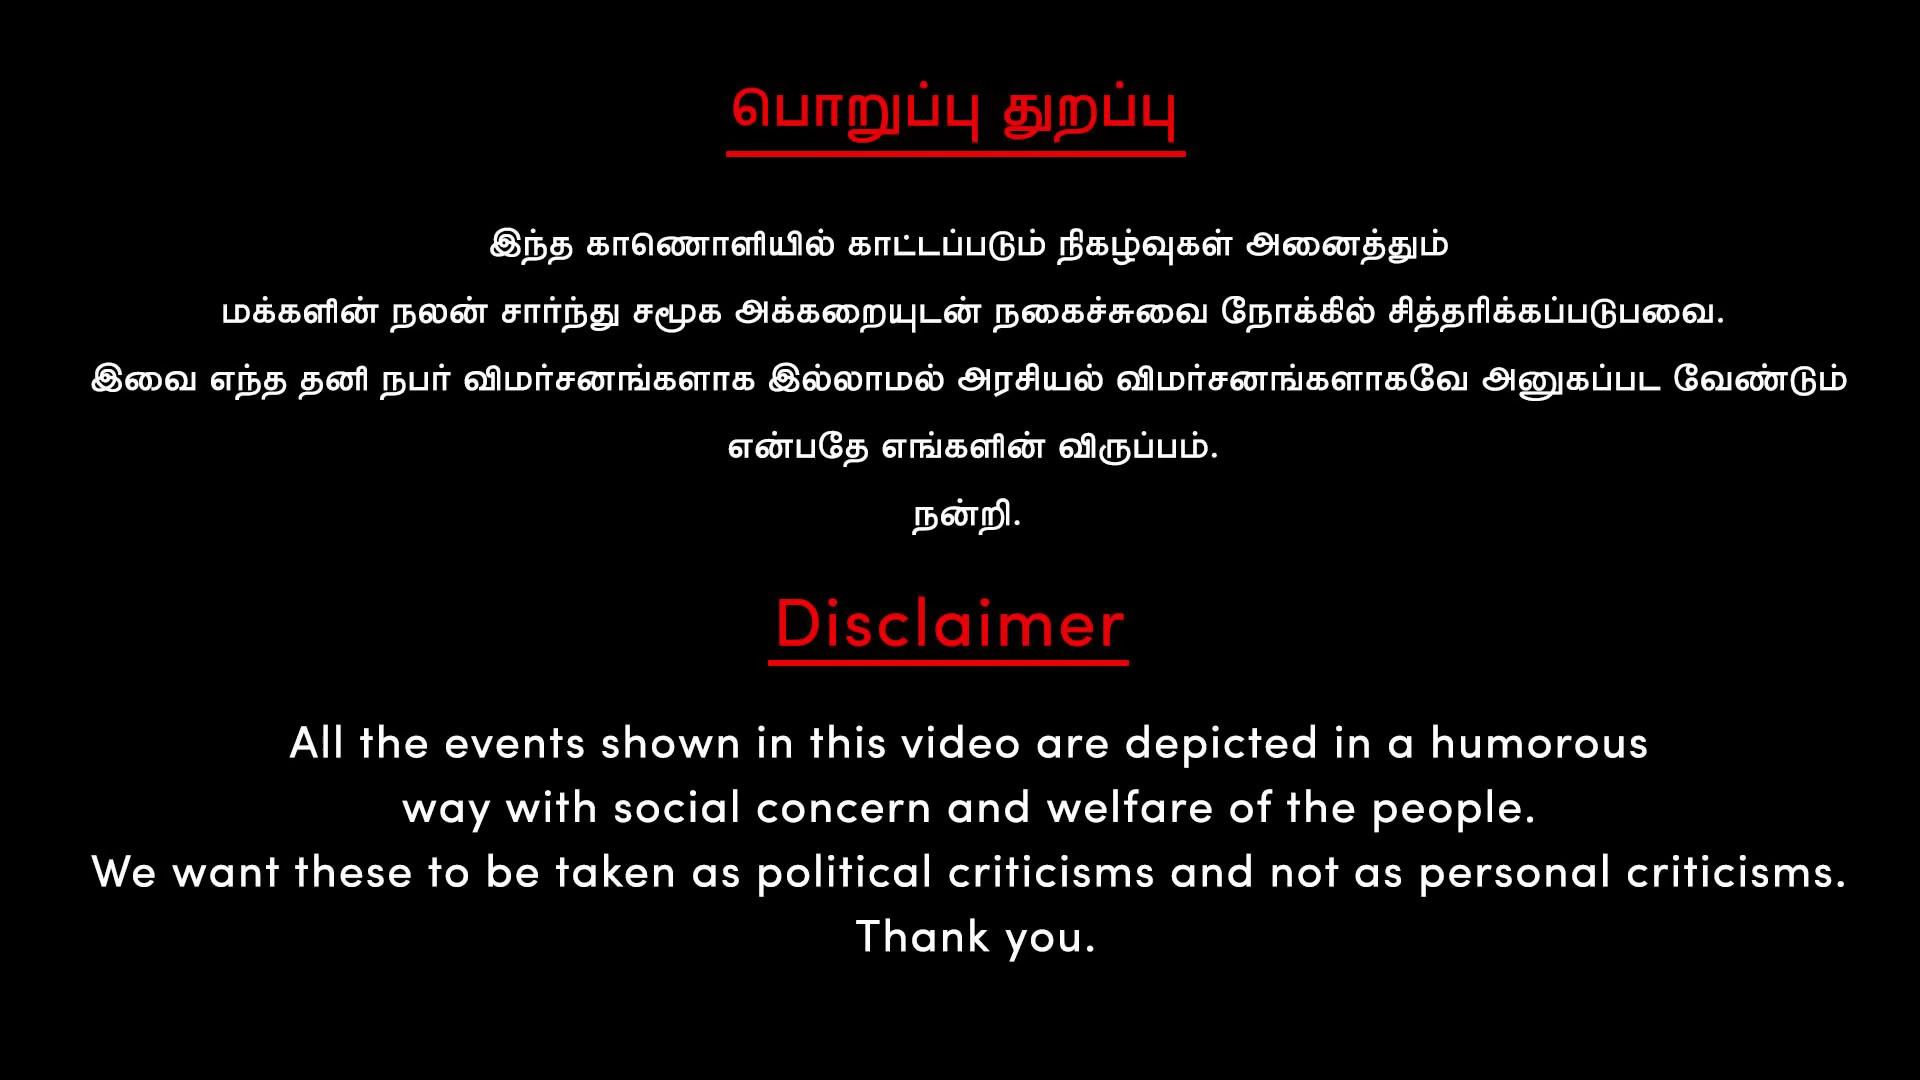 பொறுப்பு துறப்பு
இந்த காணொளியில் காட்டப்படும் நிகழ்வுகள் அனைத்தும்
மக்களின் நலன் சார்ந்து சமூக அக்கறையுடன் நகைச்சுவை நோக்கில் சித்தரிக்கப்படுபவை.
இவை எந்த தனி நபர் விமர்சனங்களாக இல்லாமல் அரசியல் விமர்சனங்களாகவே அனுகப்பட வேண்டும்
என்பதே எங்களின் விருப்பம்.
நன்றி.
Disclaimer
All the events shown in this video are depicted in a humorous
way with social concern and welfare of the people.
We want these to be taken as political criticisms and not as personal criticisms.
Thank you.